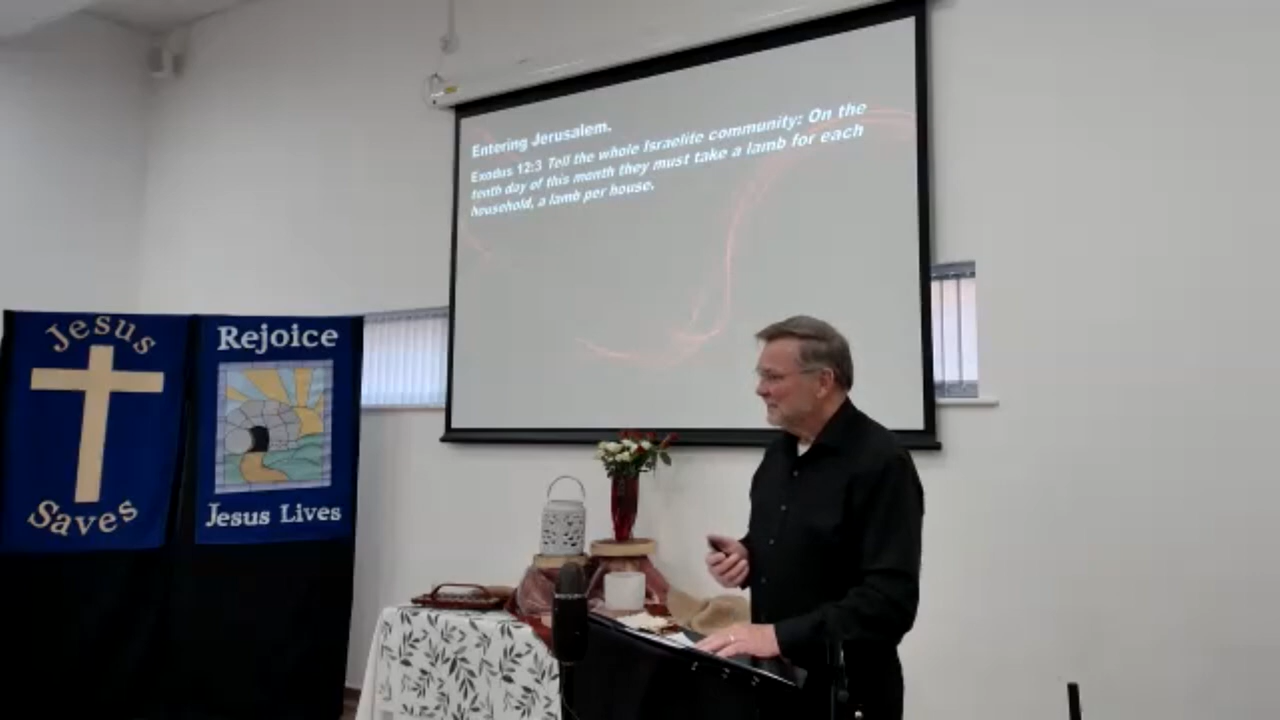 Entering Jerusalem.
Exodus 12:3 Tell the whole Israelite community: On the
tenth day of this month they must take a lamb for each
household, a lamb per house.
Jesus
Saves
Rejoice
Jesus Lives